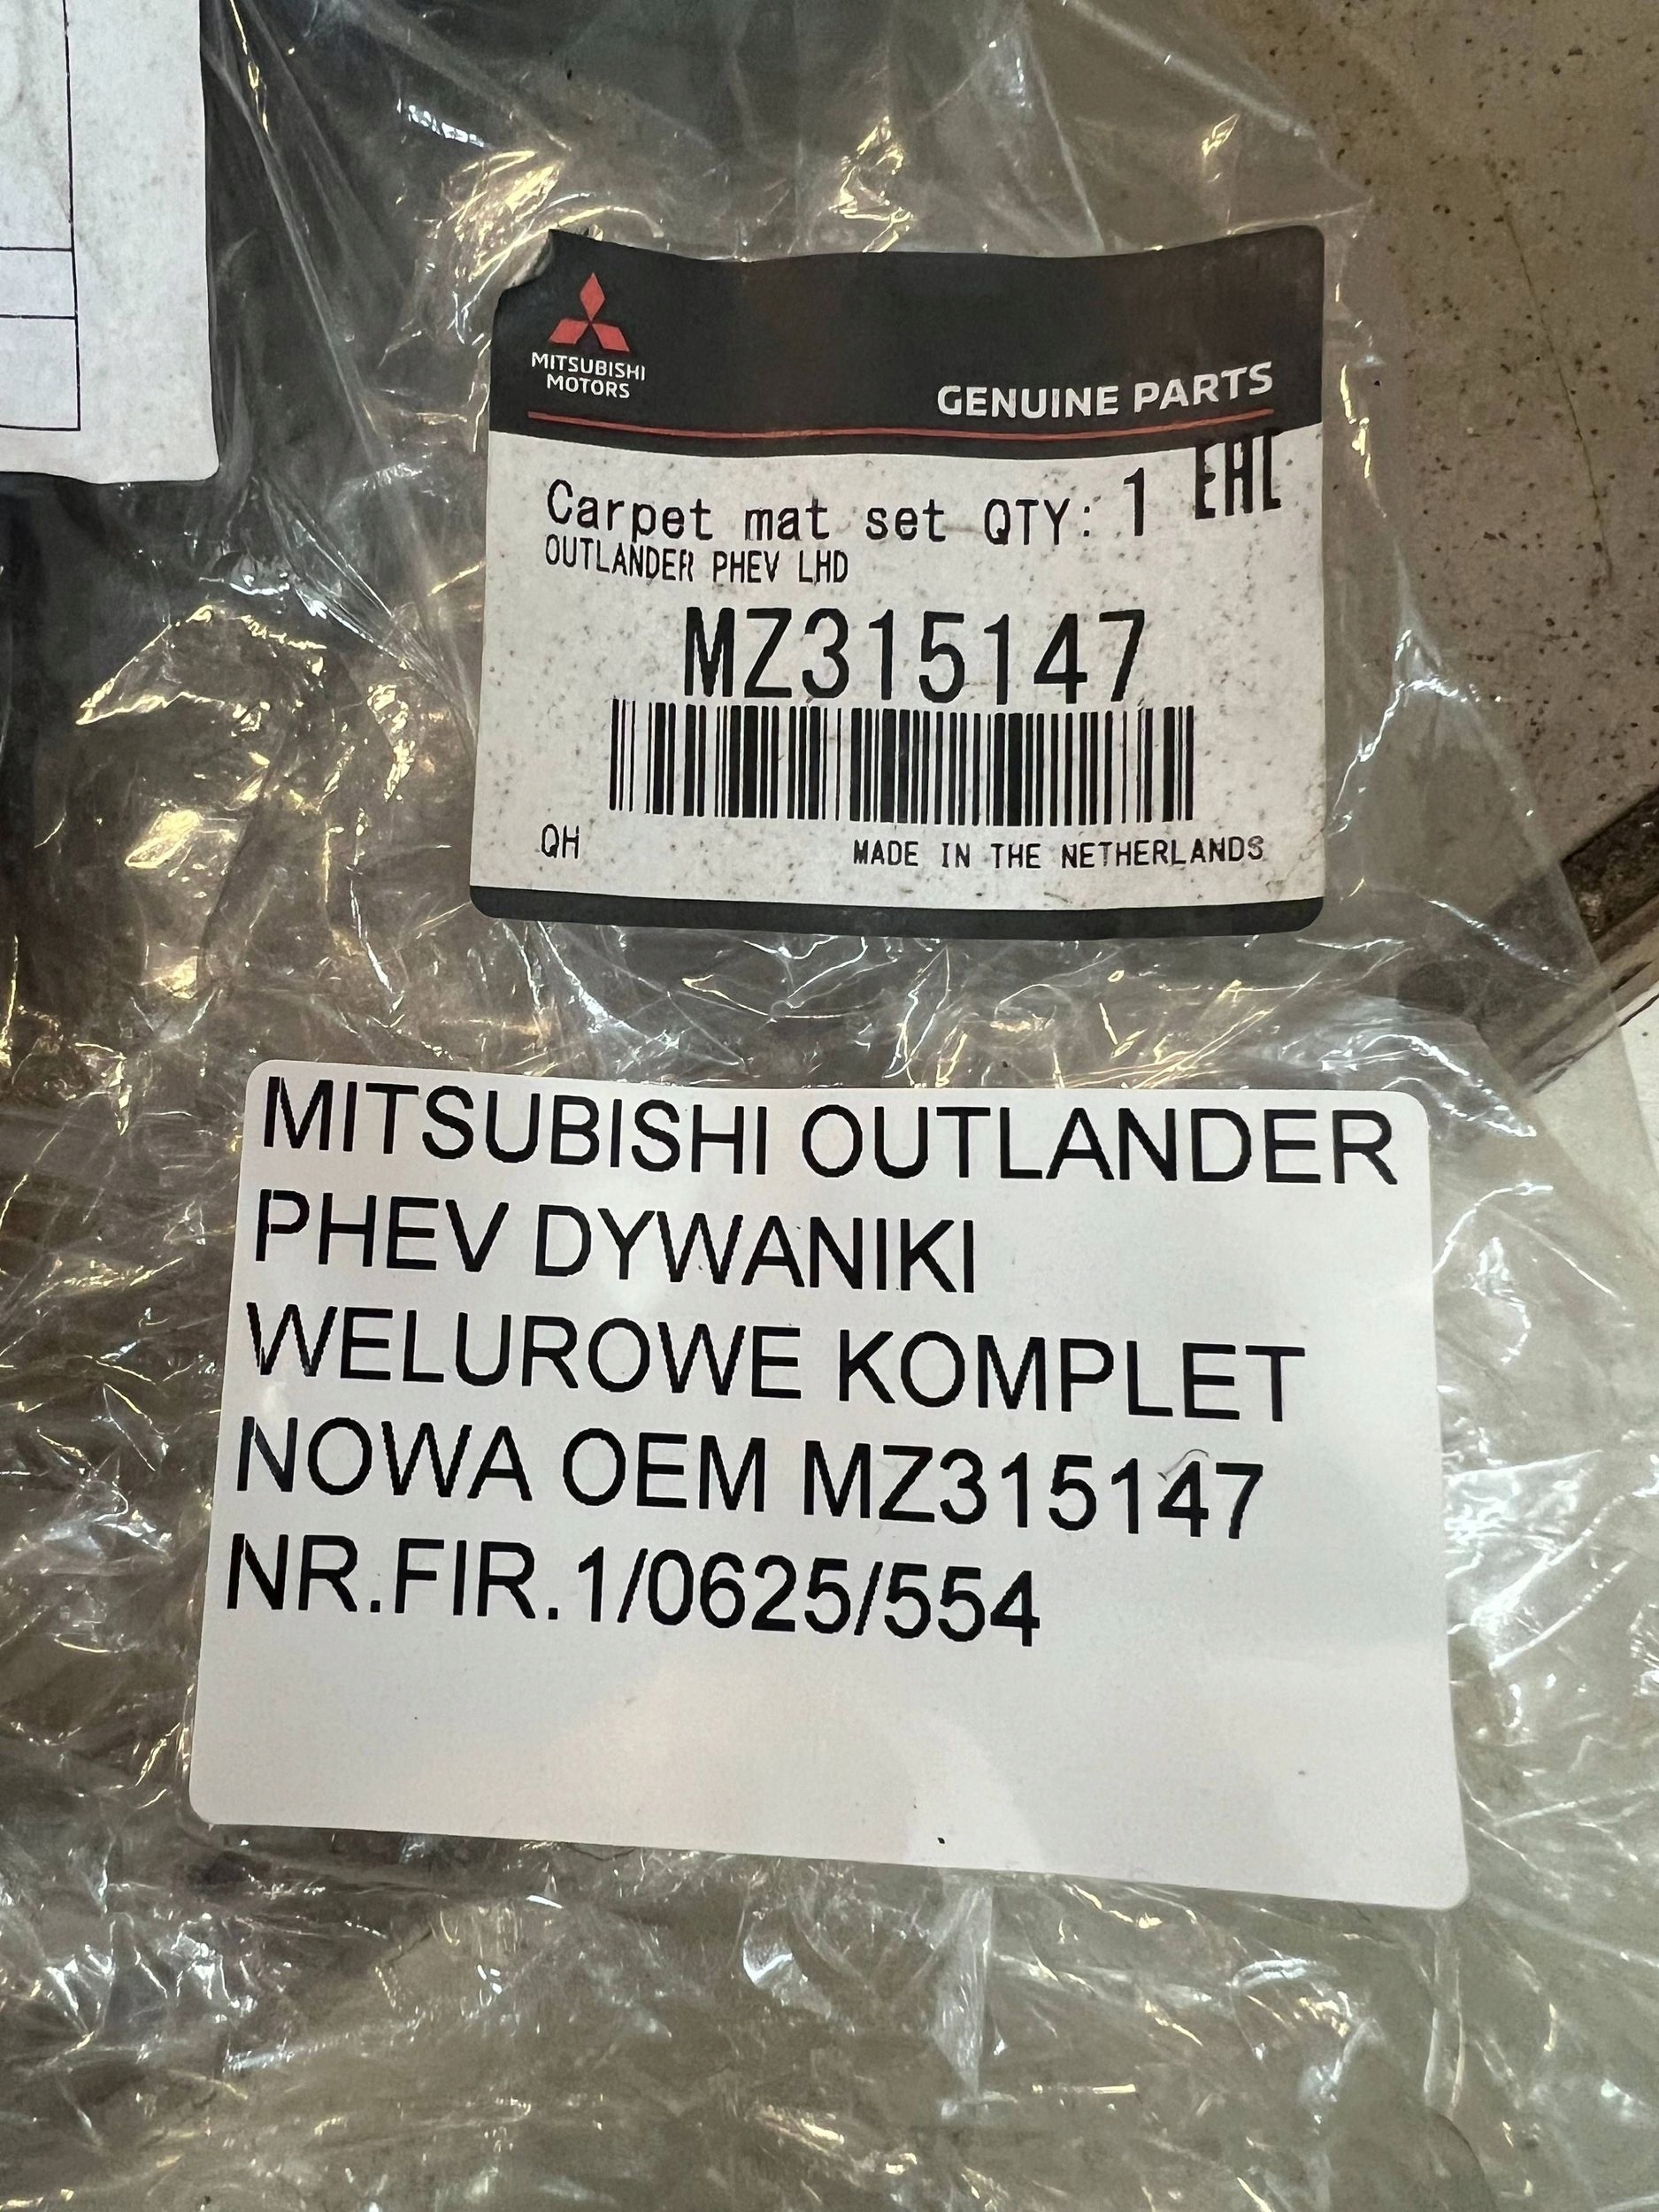 MITSUBISHI
MOTORS
GENUINE PARTS
Carpet mat set QTY: 1 EAC
OUTLANDER PHEV LHD
MZ315147
QH MADE IN THE NETHERLANDS
MITSUBISHI OUTLANDER
PHEV DYWANIKI
WELUROWE KOMPLET
NOWA OEM MZ315147
NR.FIR.1/0625/554